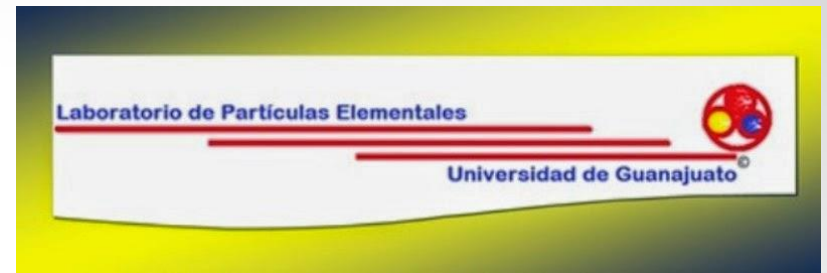 Laboratorio de Partículas Elementales
Universidad de Guanajuato©